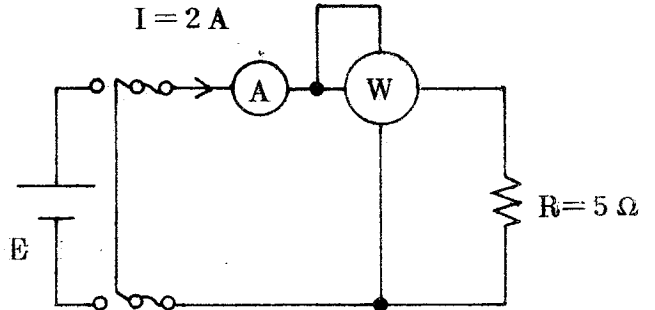 I = 2 A
A
W
R = 5 Ω
E